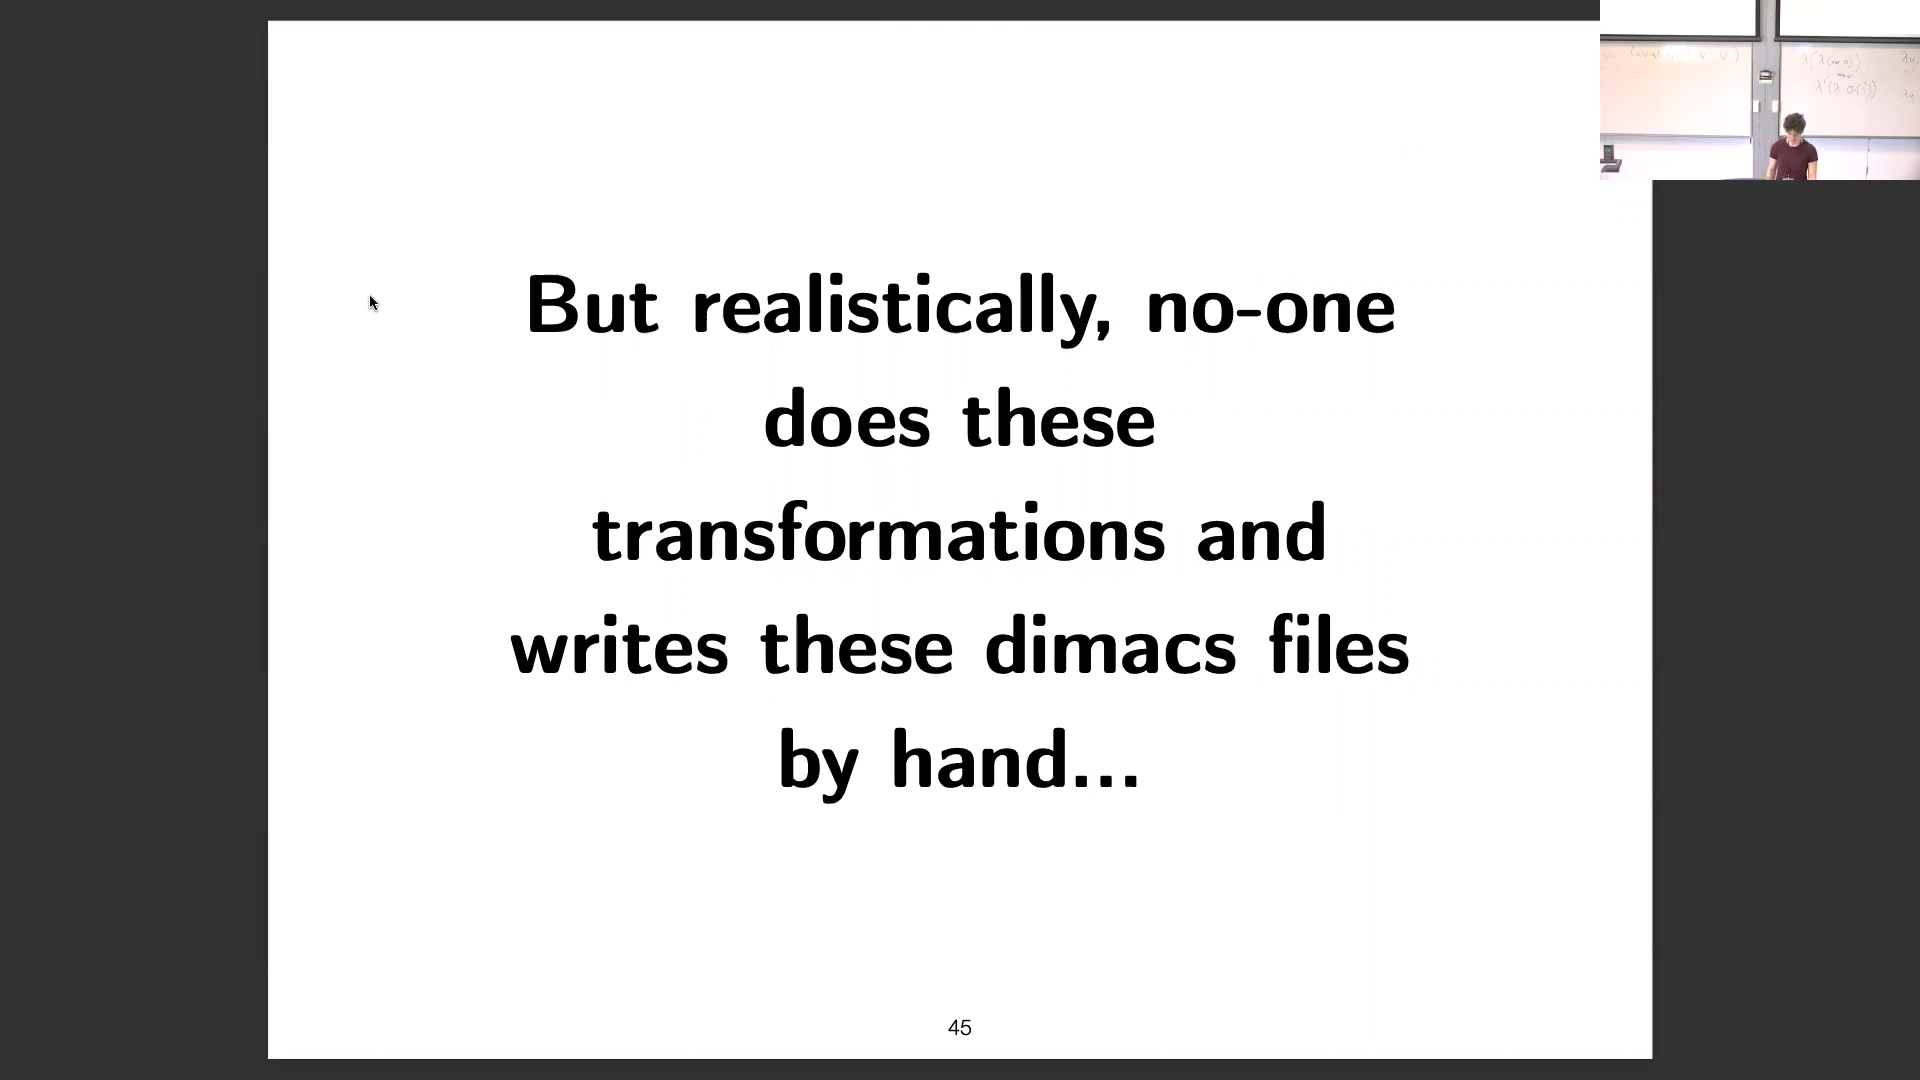 But realistically, no-one
does these
transformations and
writes these dimacs files
by hand...
45